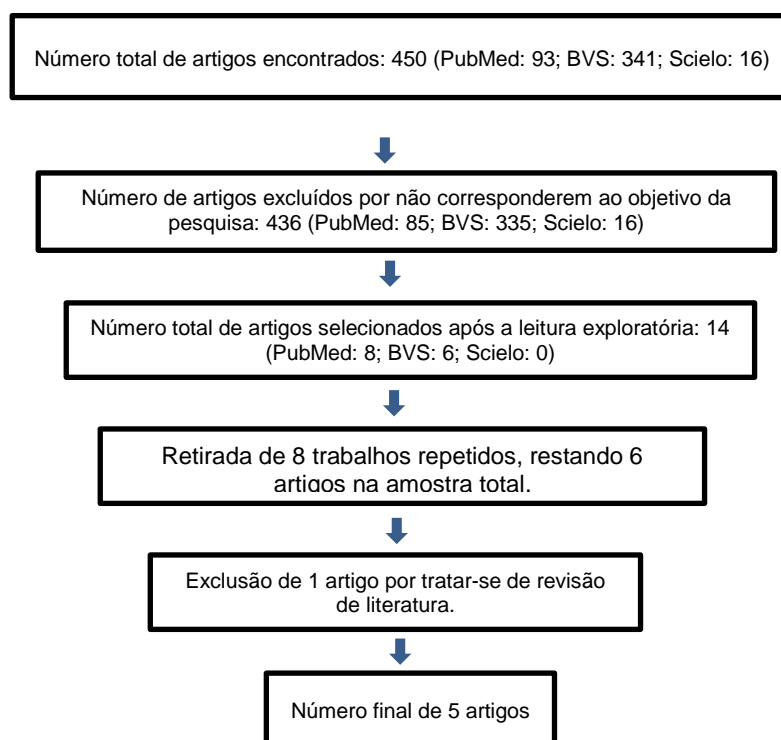 Número total de artigos encontrados: 450 (PubMed: 93; BVS: 341; Scielo: 16)
Número de artigos excluídos por não corresponderem ao objetivo da
pesquisa: 436 (PubMed: 85; BVS: 335; Scielo: 16)
Número total de artigos selecionados após a leitura exploratória: 14
(PubMed: 8; BVS: 6; Scielo: 0)
Retirada de 8 trabalhos repetidos, restando 6
artigos na amostra total.
Exclusão de 1 artigo por tratar-se de revisão
de literatura.
Número final de 5 artigos